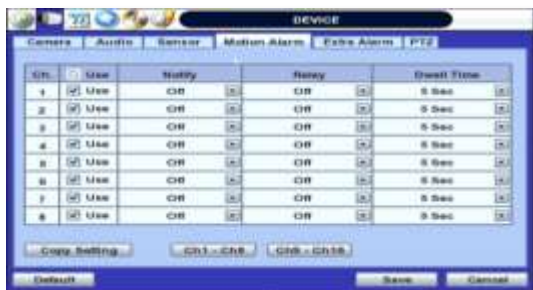 DEVICE
Camera Audio Sensor Motion Alarm Extra Alarm PTZ
Ch. Use Notify Relay Dwell Time
1 Use Off Off 5 Sec
2 Use Off Off 5 Sec
3 Use Off Off 5 Sec
4 Use Off Off 5 Sec
5 Use Off Off 5 Sec
6 Use Off Off 5 Sec
7 Use Off Off 5 Sec
8 Use Off Off 5 Sec
Copy Setting Ch1 - Ch8 Ch9 - Ch16
Default Save Cancel